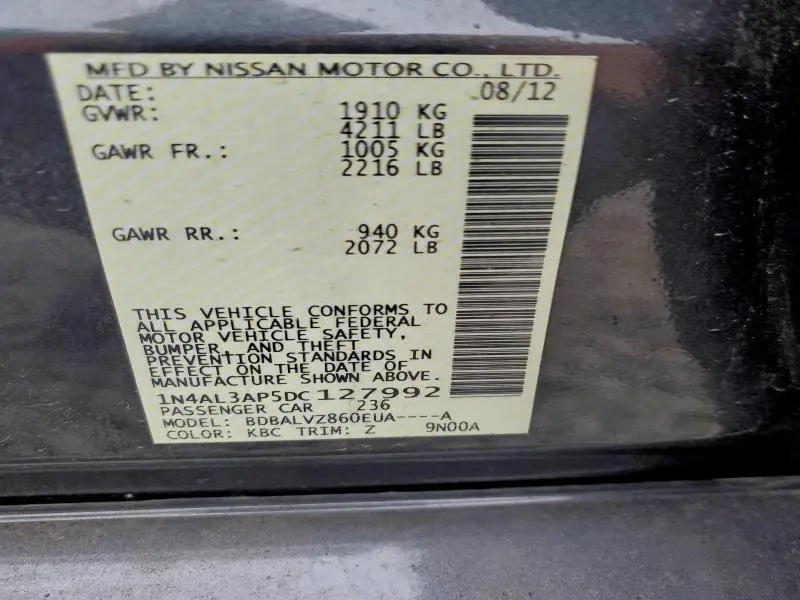 MFD BY NISSAN MOTOR CO., LTD.
DATE: 08/12
GVWR: 1910 KG
4211 LB
GAWR FR.: 1005 KG
2216 LB
GAWR RR.: 940 KG
2072 LB
THIS VEHICLE CONFORMS TO
ALL APPLICABLE FEDERAL
MOTOR VEHICLE SAFETY,
BUMPER, AND THEFT
PREVENTION STANDARDS IN
EFFECT ON THE DATE OF
MANUFACTURE SHOWN ABOVE.
1N4AL3AP5DC127992
PASSENGER CAR 236
MODEL: BDBALVZ860EUA----A
COLOR: KBC TRIM: Z 9N00A